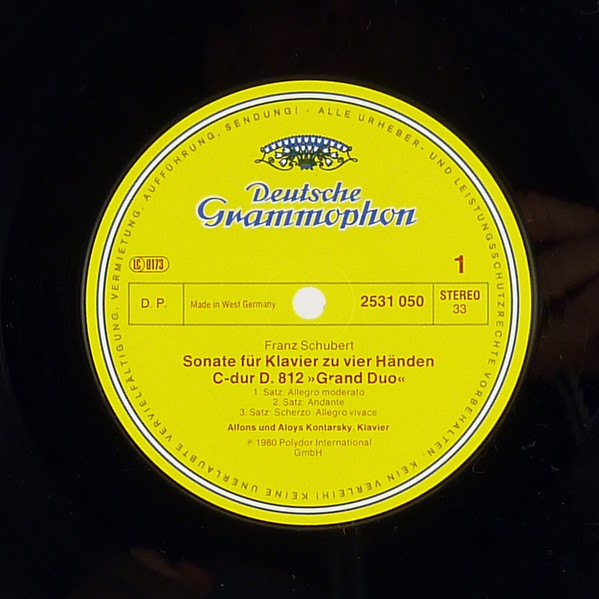 ALLE URHEBER- UND LEISTUNGSSCHUTZRECHTE VORBEHALTEN · KEIN VERLEIH! KEINE UNERLAUBTE VERVIELFÄLTIGUNG, VERMIETUNG, AUFFÜHRUNG, SENDUNG! ·
Deutsche
Grammophon
LC 0173
1
D. P.
Made in West Germany
2531 050
STEREO
33
Franz Schubert
Sonate für Klavier zu vier Händen
C-dur D. 812 »Grand Duo«
1. Satz: Allegro moderato
2. Satz: Andante
3. Satz: Scherzo. Allegro vivace
Alfons und Aloys Kontarsky, Klavier
℗ 1980 Polydor International
GmbH